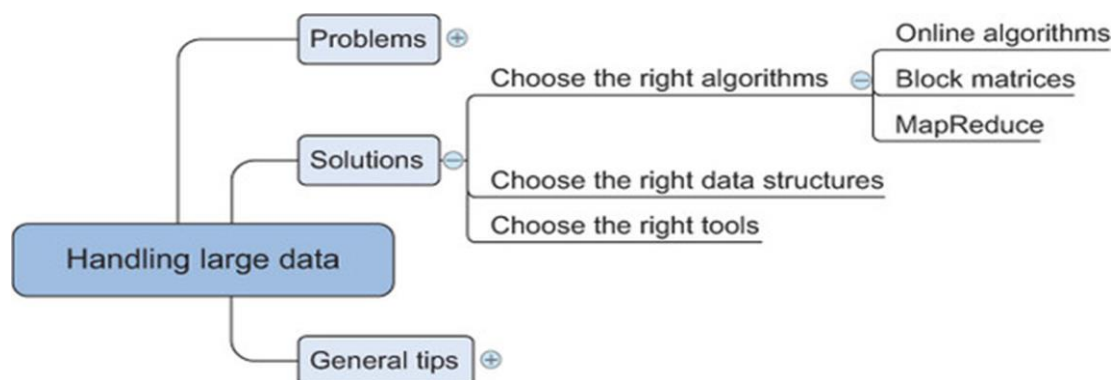 Problems
Solutions
Handling large data
General tips
Choose the right algorithms
Choose the right data structures
Choose the right tools
Online algorithms
Block matrices
MapReduce